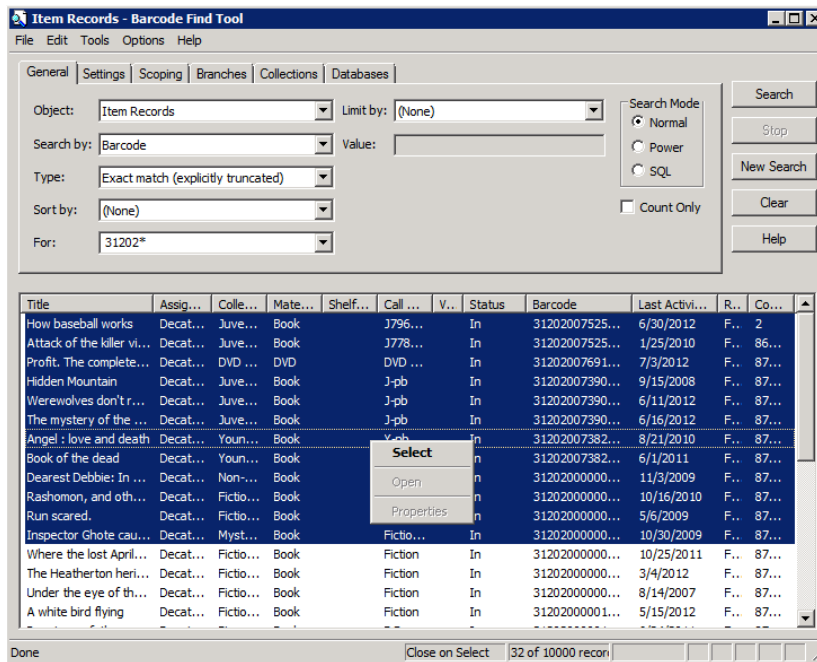 Item Records - Barcode Find Tool
File Edit Tools Options Help
General Settings Scoping Branches Collections Databases
Object: Item Records Limit by: (None)
Search by: Barcode Value:
Type: Exact match (explicitly truncated)
Sort by: (None)
For: 31202*
Search Mode
Normal
Power
SQL
Count Only
Search
Stop
New Search
Clear
Help
Title Assig... Colle... Mate... Shelf... Call ... V... Status Barcode Last Activi... R... Co...
How baseball works Decat... Juve... Book J796... In 31202007525... 6/30/2012 F... 2
Attack of the killer vi... Decat... Juve... Book J778... In 31202007525... 1/25/2010 F... 86...
Profit. The complete... Decat... DVD ... DVD DVD ... In 31202007691... 7/3/2012 F... 87...
Hidden Mountain Decat... Juve... Book J-pb In 31202007390... 9/15/2008 F... 87...
Werewolves don't r... Decat... Juve... Book J-pb In 31202007390... 6/11/2012 F... 87...
The mystery of the ... Decat... Juve... Book J-pb In 31202007390... 6/16/2012 F... 87...
Angel : love and death Decat... Youn... Book Y-pb In 31202007382... 8/21/2010 F... 87...
Book of the dead Decat... Youn... Book In 31202007382... 6/1/2011 F... 87...
Dearest Debbie: In ... Decat... Non-... Book In 31202000000... 11/3/2009 F... 87...
Rashomon, and oth... Decat... Fictio... Book In 31202000000... 10/16/2010 F... 87...
Run scared. Decat... Fictio... Book In 31202000000... 5/6/2009 F... 87...
Inspector Ghote cau... Decat... Myst... Book Fictio... In 31202000000... 10/30/2009 F... 87...
Where the lost April... Decat... Fictio... Book Fiction In 31202000000... 10/25/2011 F... 87...
The Heatherton heri... Decat... Fictio... Book Fiction In 31202000000... 3/4/2012 F... 87...
Under the eye of th... Decat... Fictio... Book Fiction In 31202000000... 8/14/2007 F... 87...
A white bird flying Decat... Fictio... Book Fiction In 31202000001... 5/15/2012 F... 87...
Select
Open
Properties
Done Close on Select 32 of 10000 recor